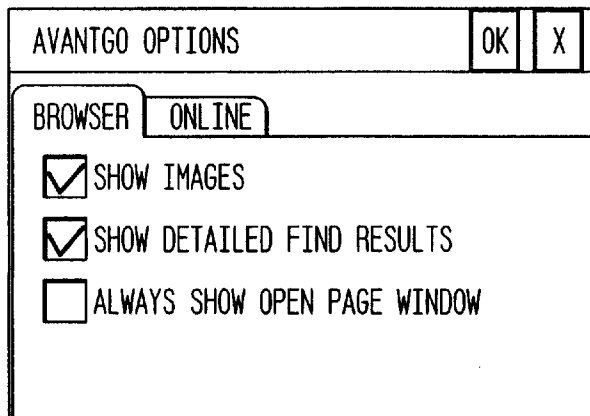 AVANTGO OPTIONS OK X
BROWSER ONLINE
SHOW IMAGES
SHOW DETAILED FIND RESULTS
ALWAYS SHOW OPEN PAGE WINDOW